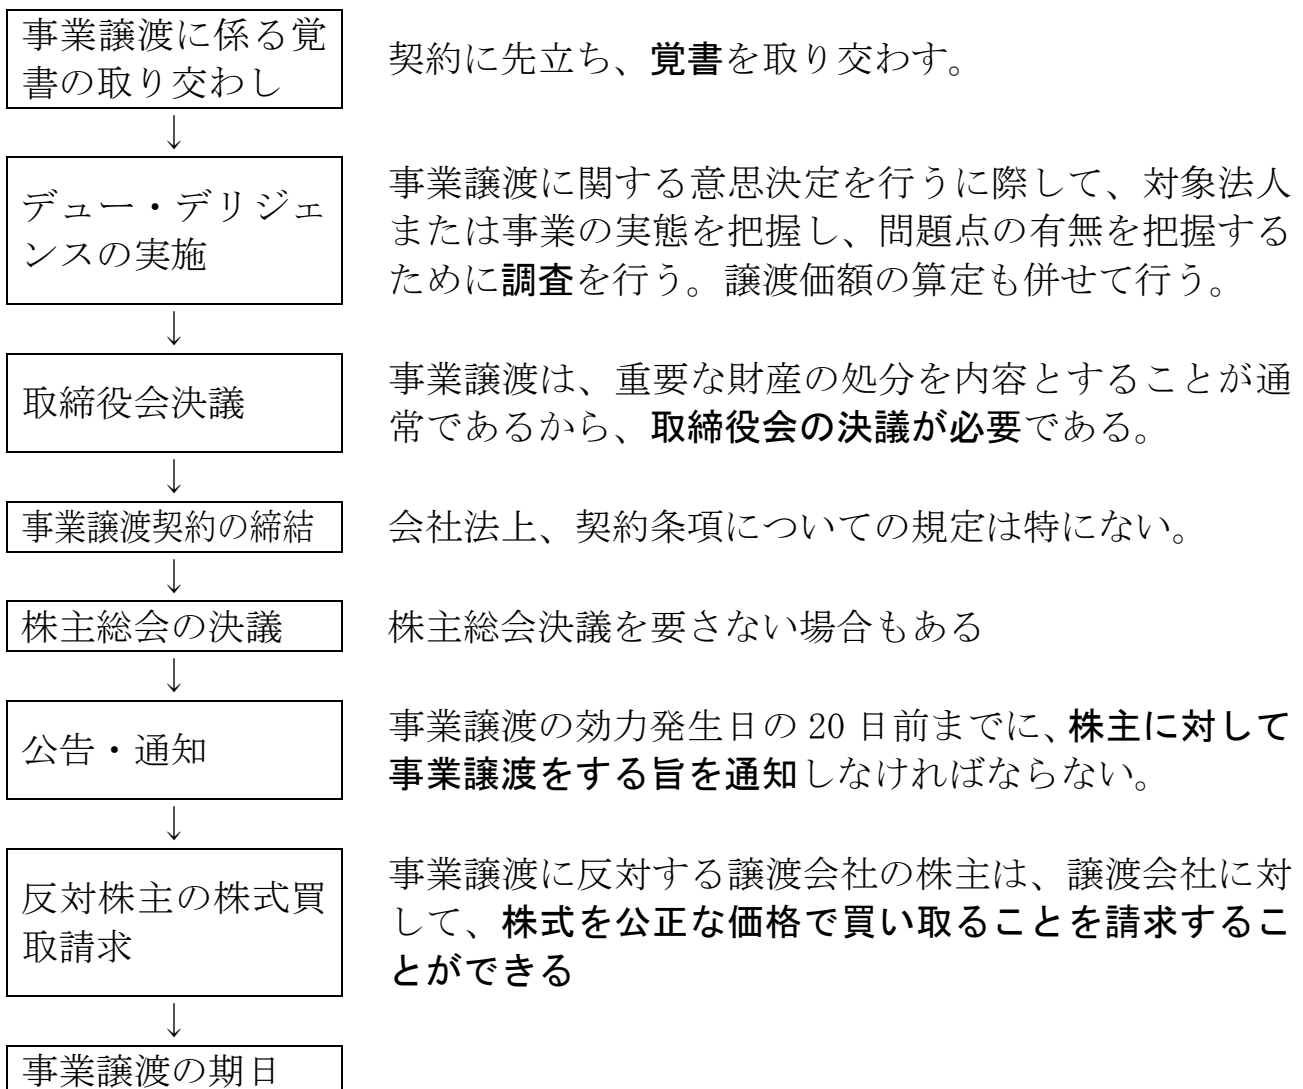 事業譲渡に係る覚
書の取り交わし
契約に先立ち、覚書を取り交わす。
↓
デュー・デリジェ
ンスの実施
事業譲渡に関する意思決定を行うに際して、対象法人
または事業の実態を把握し、問題点の有無を把握する
ために調査を行う。譲渡価額の算定も併せて行う。
↓
取締役会決議
事業譲渡は、重要な財産の処分を内容とすることが通
常であるから、取締役会の決議が必要である。
↓
事業譲渡契約の締結
会社法上、契約条項についての規定は特にない。
↓
株主総会の決議
株主総会決議を要さない場合もある
↓
公告・通知
事業譲渡の効力発生日の 20 日前までに、株主に対して
事業譲渡をする旨を通知しなければならない。
↓
反対株主の株式買
取請求
事業譲渡に反対する譲渡会社の株主は、譲渡会社に対
して、株式を公正な価格で買い取ることを請求するこ
とができる
↓
事業譲渡の期日